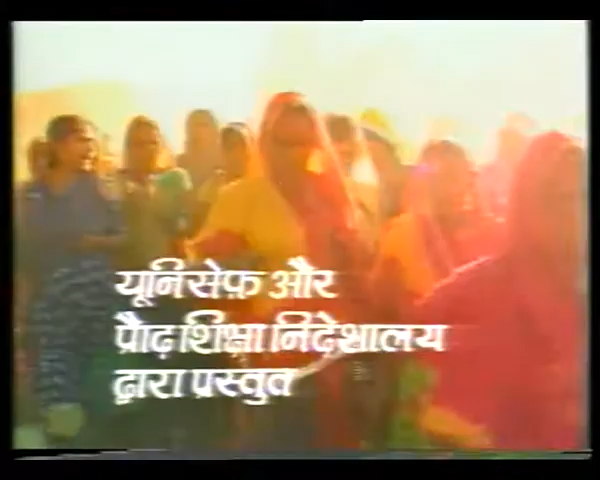 यूनिसेफ़ और
प्रौढ़ शिक्षा निदेशालय
द्वारा प्रस्तुत